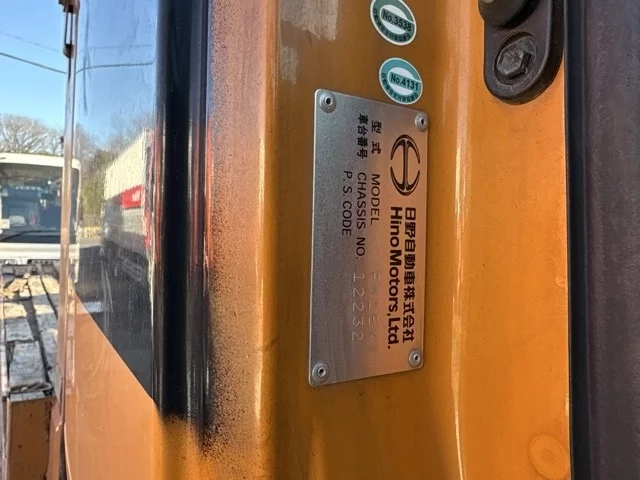 No.3538
No.4131
日野自動車株式会社
HinoMotors,Ltd.
型式 MODEL
車台番号 CHASSIS NO. 12232
P.S.CODE